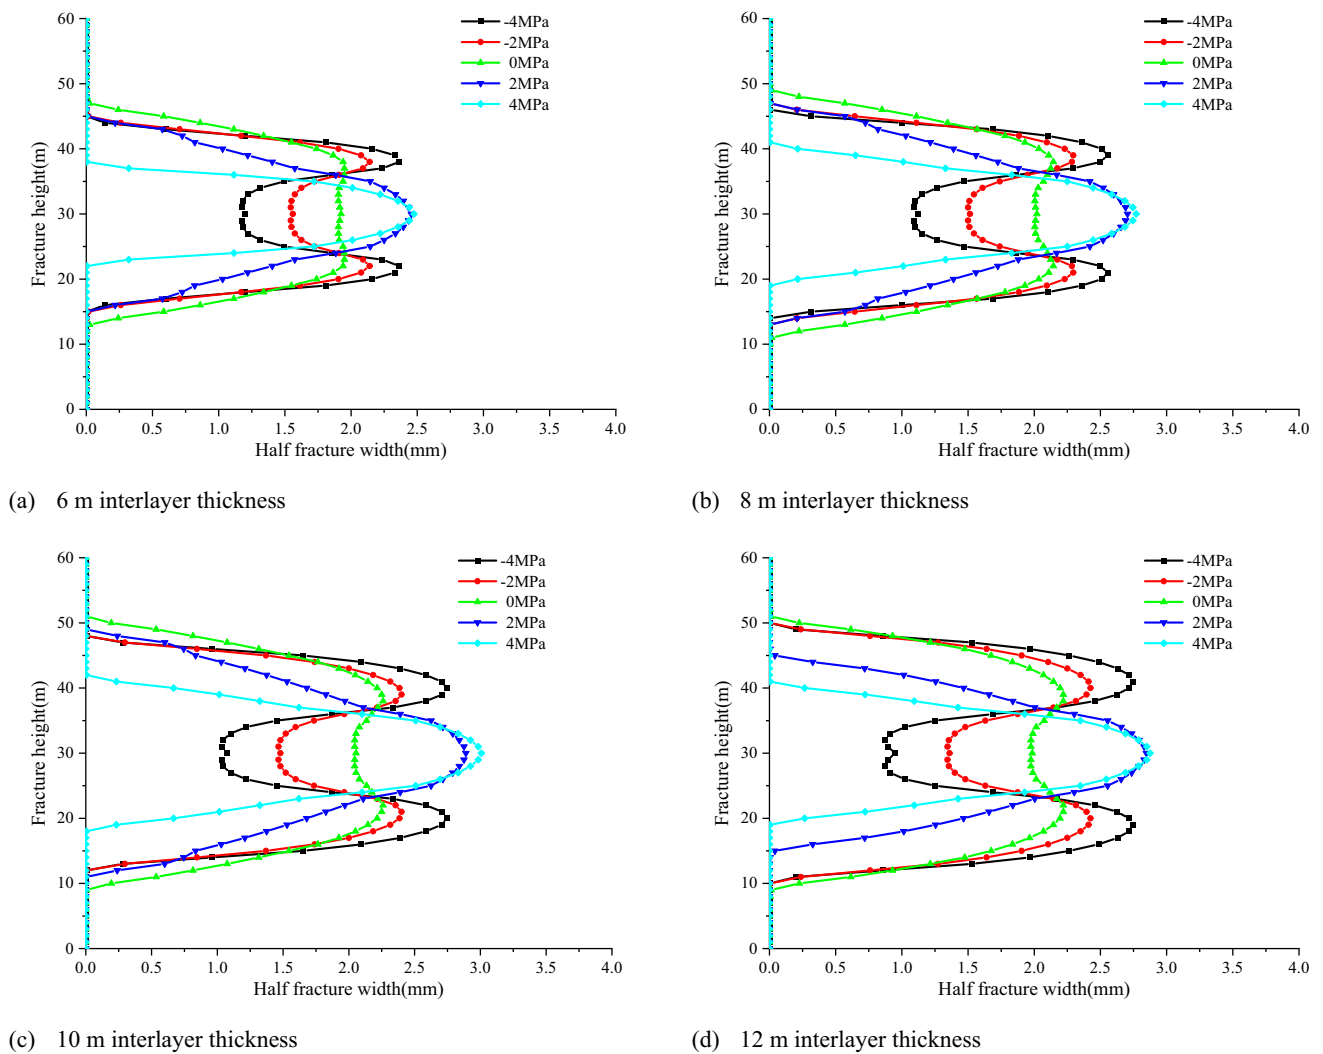 60
50
40
30
20
10
0
Fracture height(m)
0.0 0.5 1.0 1.5 2.0 2.5 3.0 3.5 4.0
Half fracture width(mm)
-4MPa
-2MPa
0MPa
2MPa
4MPa
(a) 6 m interlayer thickness
60
50
40
30
20
10
0
Fracture height(m)
0.0 0.5 1.0 1.5 2.0 2.5 3.0 3.5 4.0
Half fracture width(mm)
-4MPa
-2MPa
0MPa
2MPa
4MPa
(b) 8 m interlayer thickness
60
50
40
30
20
10
0
Fracture height(m)
0.0 0.5 1.0 1.5 2.0 2.5 3.0 3.5 4.0
Half fracture width(mm)
-4MPa
-2MPa
0MPa
2MPa
4MPa
(c) 10 m interlayer thickness
60
50
40
30
20
10
0
Fracture height(m)
0.0 0.5 1.0 1.5 2.0 2.5 3.0 3.5 4.0
Half fracture width(mm)
-4MPa
-2MPa
0MPa
2MPa
4MPa
(d) 12 m interlayer thickness